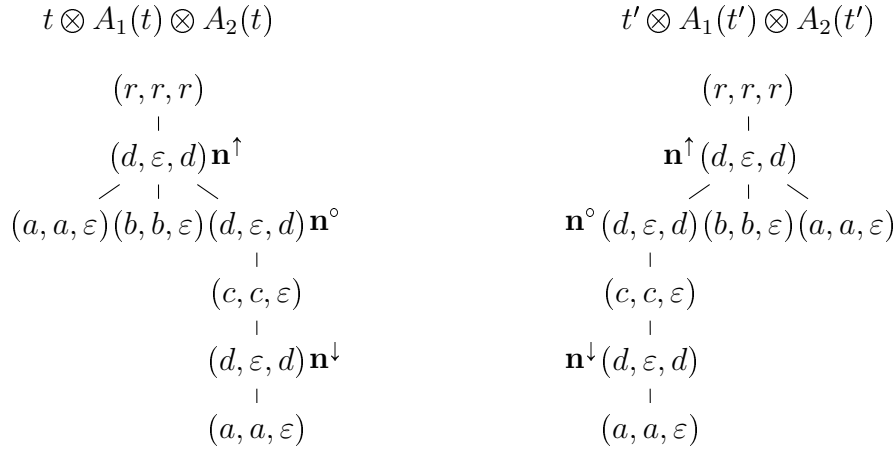 t ⊗ A₁(t) ⊗ A₂(t) t′ ⊗ A₁(t′) ⊗ A₂(t′)
(r, r, r) (r, r, r)
(d, ε, d) n↑ n↑ (d, ε, d)
(a, a, ε) (b, b, ε) (d, ε, d) n° n° (d, ε, d) (b, b, ε) (a, a, ε)
(c, c, ε) (c, c, ε)
(d, ε, d) n↓ n↓ (d, ε, d)
(a, a, ε) (a, a, ε)